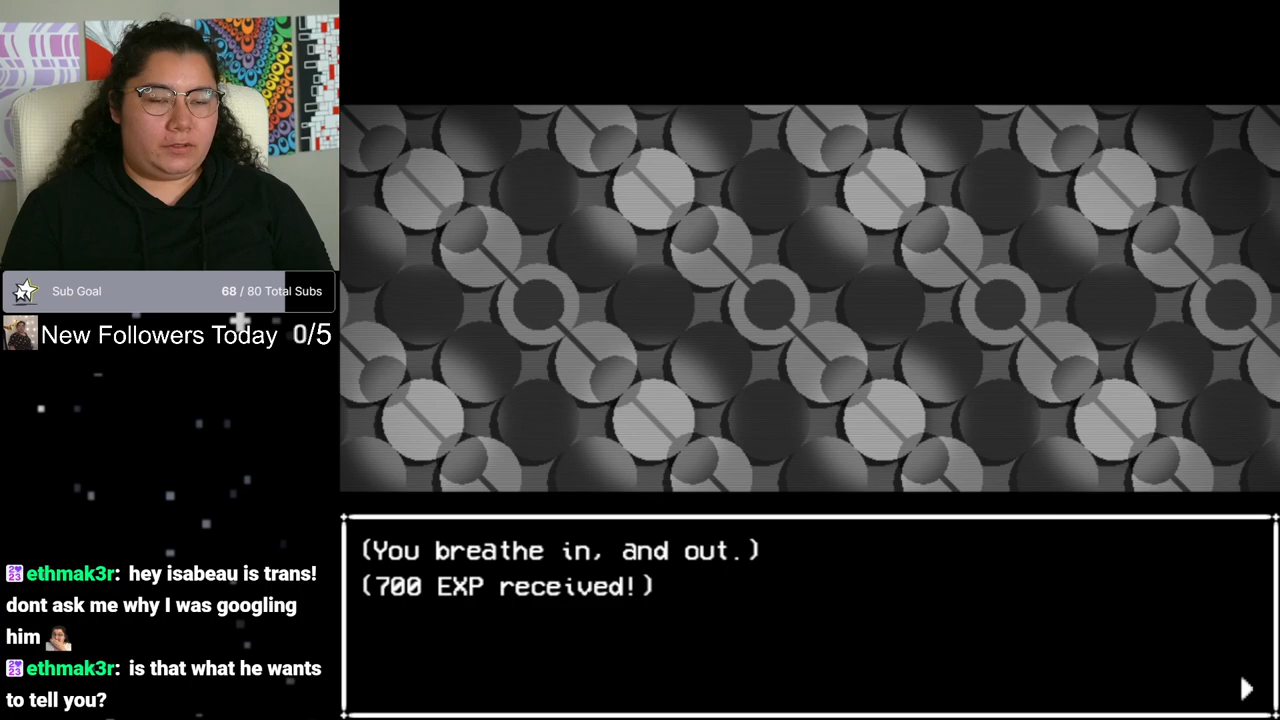 Sub Goal 68 / 80 Total Subs
New Followers Today 0/5
ethmak3r: hey isabeau is trans!
dont ask me why I was googling
him
ethmak3r: is that what he wants
to tell you?
(You breathe in, and out.)
(700 EXP received!)